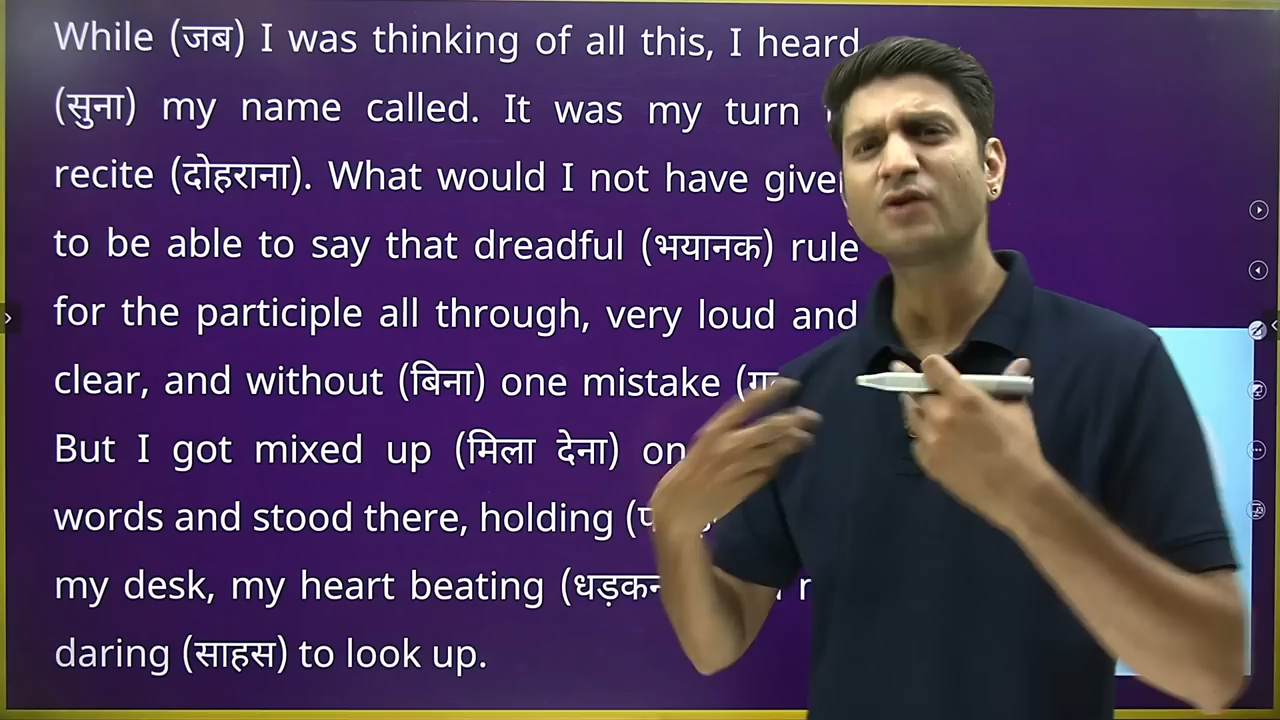 While (जब) I was thinking of all this, I heard
(सुना) my name called. It was my turn
recite (दोहराना). What would I not have given
to be able to say that dreadful (भयानक) rule
for the participle all through, very loud and
clear, and without (बिना) one mistake
But I got mixed up (मिला देना)
words and stood there, holding
my desk, my heart beating
daring (साहस) to look up.